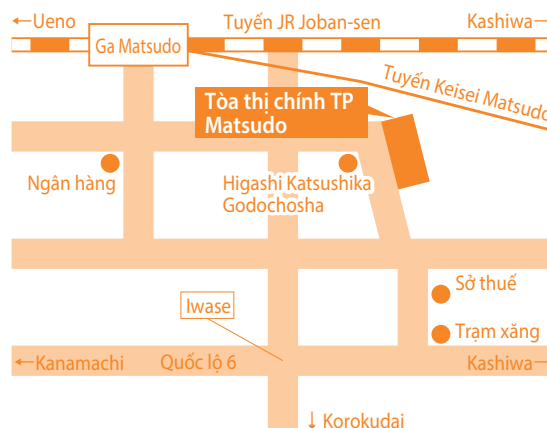 ←Ueno
Tuyến JR Joban-sen
Kashiwa→
Ga Matsudo
Tuyến Keisei Matsudo
Tòa thị chính TP
Matsudo
Ngân hàng
Higashi Katsushika
Godochosha
Sở thuế
Iwase
Trạm xăng
←Kanamachi
Quốc lộ 6
Kashiwa→
↓ Korokudai